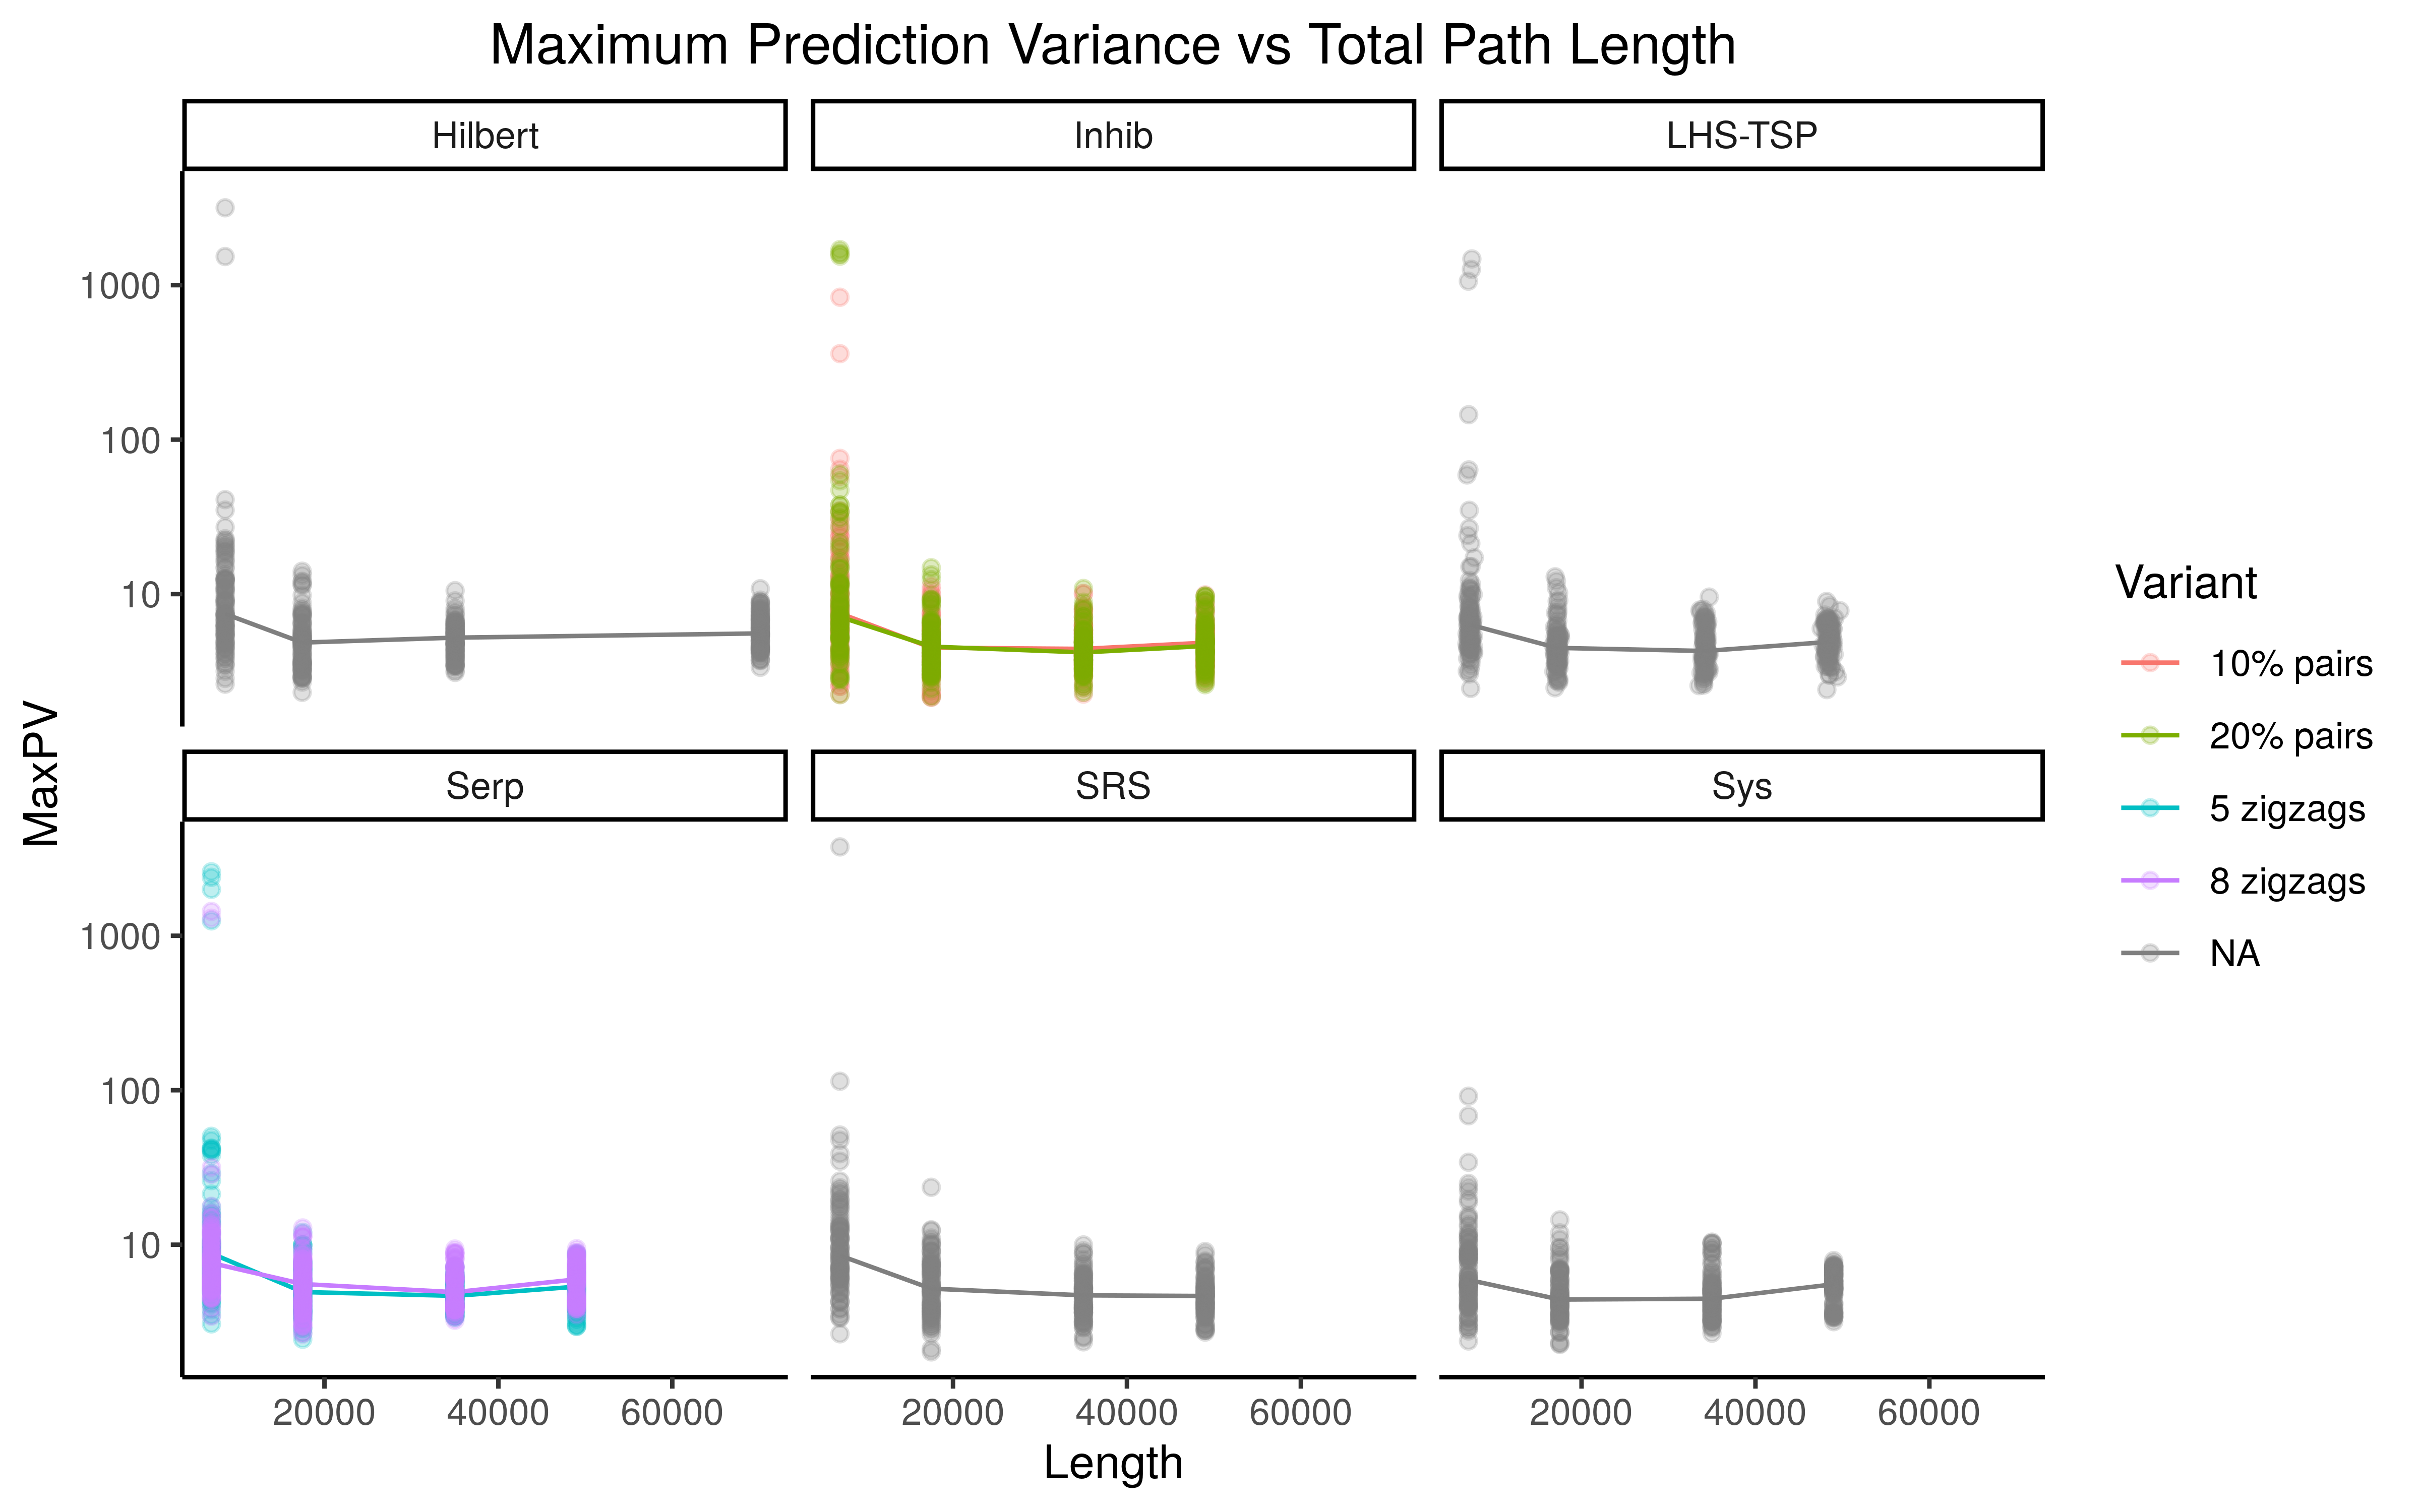 Maximum Prediction Variance vs Total Path Length
Hilbert
Inhib
LHS-TSP
1000
100
10
Serp
SRS
Sys
1000
100
10
MaxPV
20000
40000
60000
20000
40000
60000
20000
40000
60000
Length
Variant
10% pairs
20% pairs
5 zigzags
8 zigzags
NA